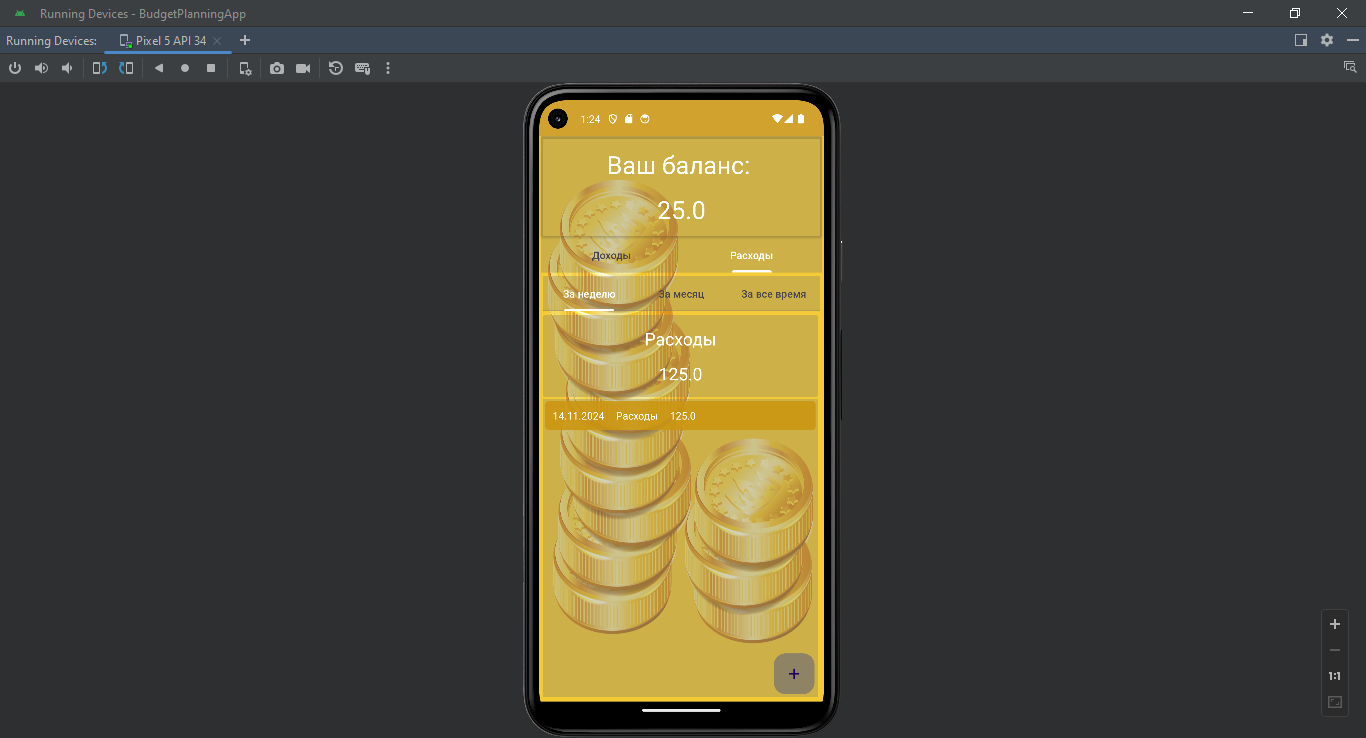 Running Devices - BudgetPlanningApp
Running Devices: Pixel 5 API 34
1:24
Ваш баланс:
25.0
Доходы Расходы
За неделю За месяц За все время
Расходы
125.0
14.11.2024 Расходы 125.0
1:1